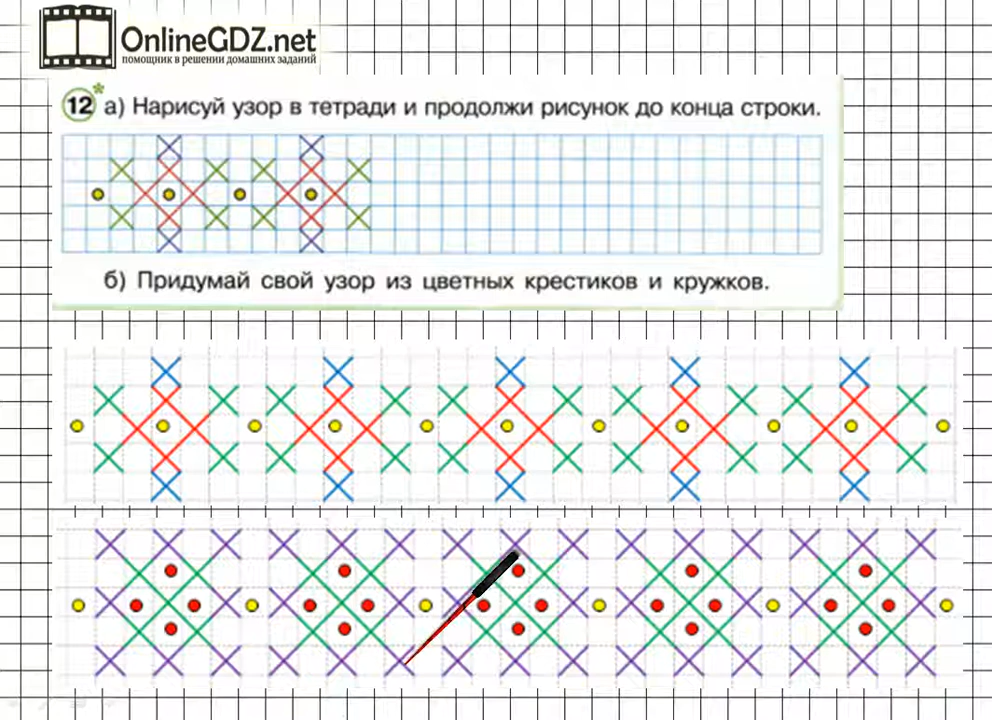 OnlineGDZ.net
помощник в решении домашних заданий
12* а) Нарисуй узор в тетради и продолжи рисунок до конца строки.
б) Придумай свой узор из цветных крестиков и кружков.